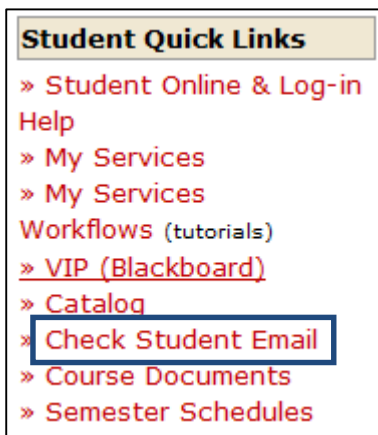 Student Quick Links
» Student Online & Log-in
Help
» My Services
» My Services
Workflows (tutorials)
» VIP (Blackboard)
» Catalog
» Check Student Email
» Course Documents
» Semester Schedules